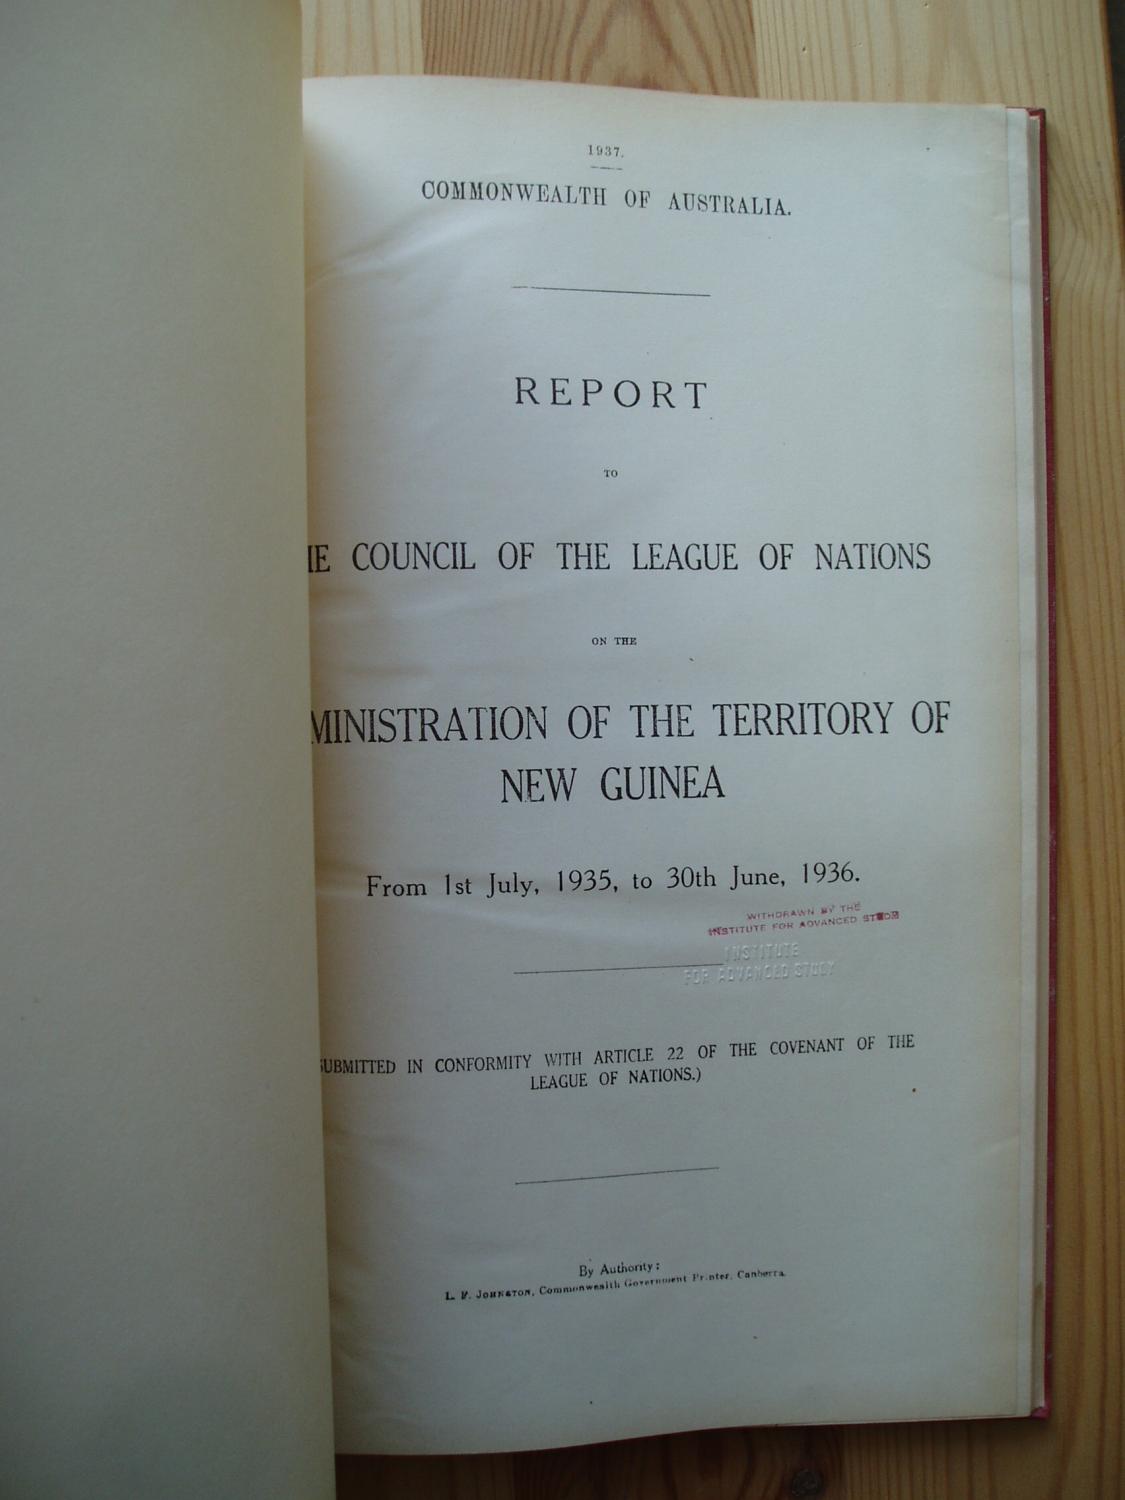 1937.
COMMONWEALTH OF AUSTRALIA.
REPORT
TO
COUNCIL OF THE LEAGUE OF NATIONS
ON THE
MINISTRATION OF THE TERRITORY OF
NEW GUINEA
From 1st July, 1935, to 30th June, 1936.
WITHDRAWN BY THE
INSTITUTE FOR ADVANCED
INSTITUTE
FOR ADVANCED STUDY
UBMITTED IN CONFORMITY WITH ARTICLE 22 OF THE COVENANT OF THE
LEAGUE OF NATIONS.)
By Authority:
L. F. JOHNSTON, Commonwealth Government Printer, Canberra.